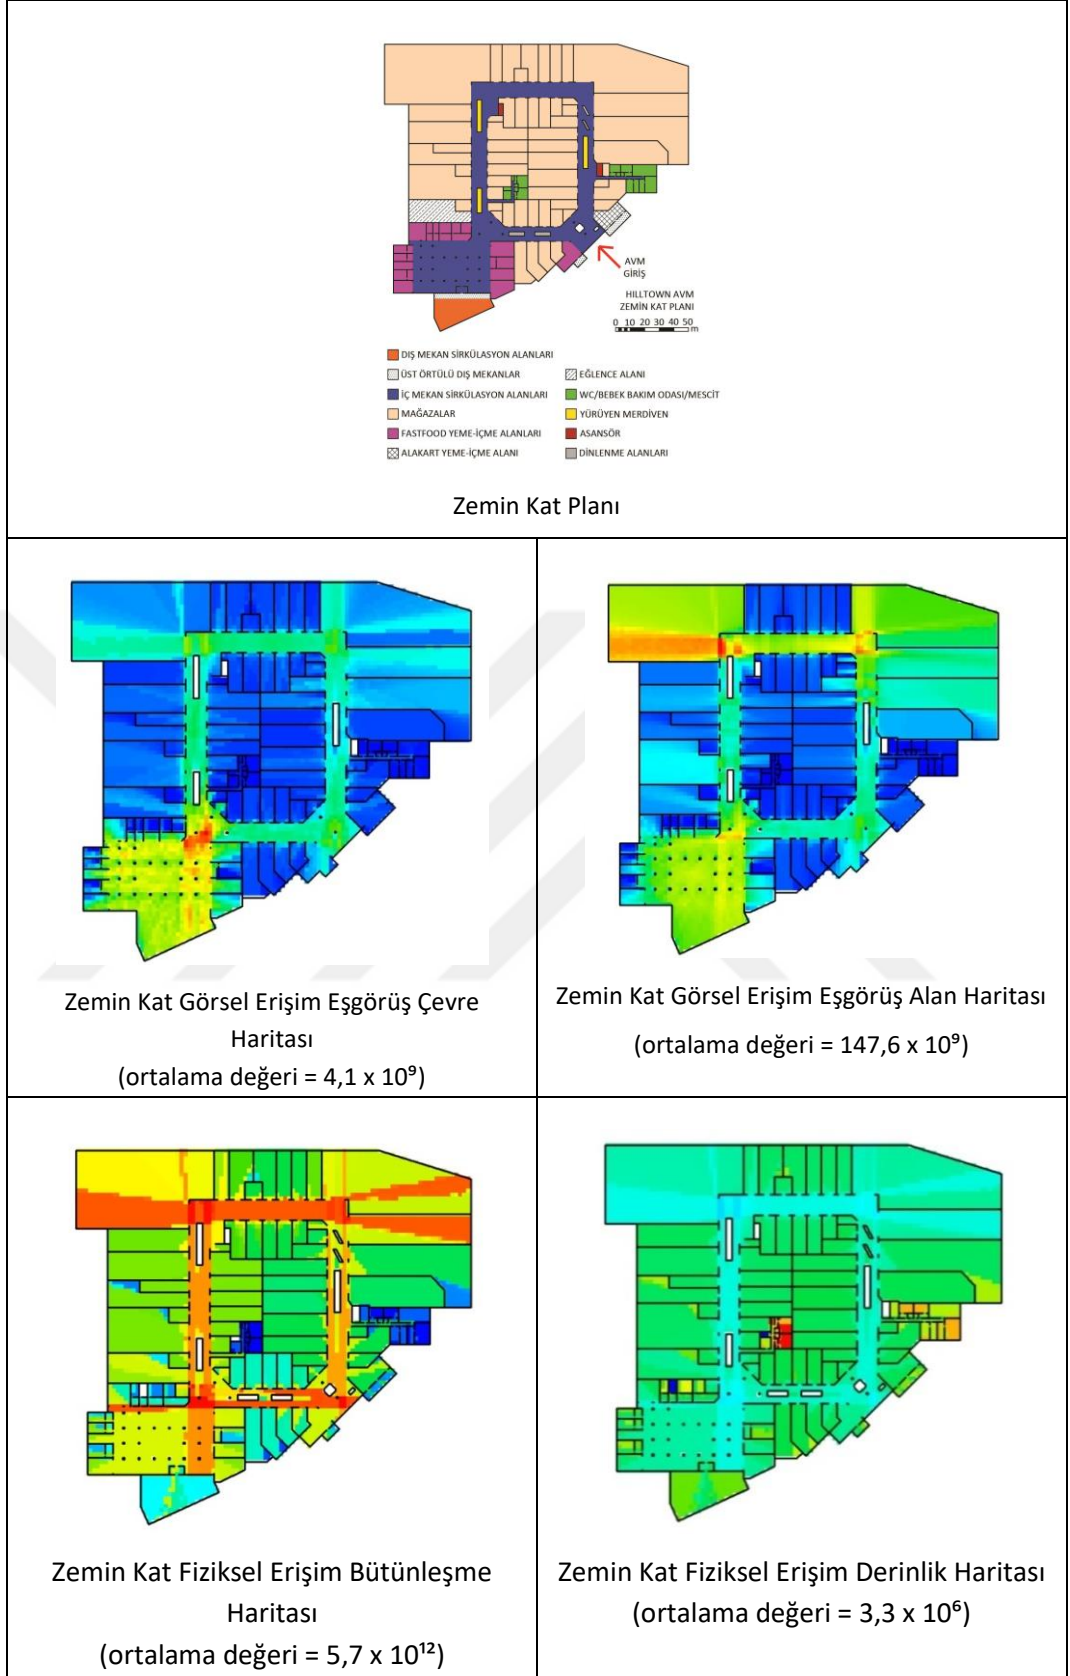 AVM
GİRİŞ
HILLTOWN AVM
ZEMİN KAT PLANI
0 10 20 30 40 50
m
DIŞ MEKAN SİRKÜLASYON ALANLARI
ÜST ÖRTÜLÜ DIŞ MEKANLAR
EĞLENCE ALANI
İÇ MEKAN SİRKÜLASYON ALANLARI
WC/BEBEK BAKIM ODASI/MESCİT
MAĞAZALAR
YÜRÜYEN MERDİVEN
FASTFOOD YEME-İÇME ALANLARI
ASANSÖR
ALAKART YEME-İÇME ALANI
DİNLENME ALANLARI
Zemin Kat Planı
Zemin Kat Görsel Erişim Eşgörüş Çevre
Haritası
(ortalama değeri = 4,1 x 10⁹)
Zemin Kat Görsel Erişim Eşgörüş Alan Haritası
(ortalama değeri = 147,6 x 10⁹)
Zemin Kat Fiziksel Erişim Bütünleşme
Haritası
(ortalama değeri = 5,7 x 10¹²)
Zemin Kat Fiziksel Erişim Derinlik Haritası
(ortalama değeri = 3,3 x 10⁶)